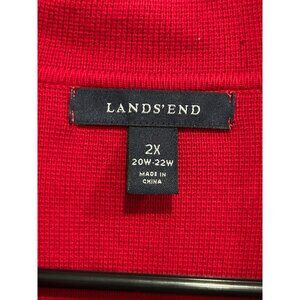 LANDS'END
2X
20W-22W
MADE IN
CHINA